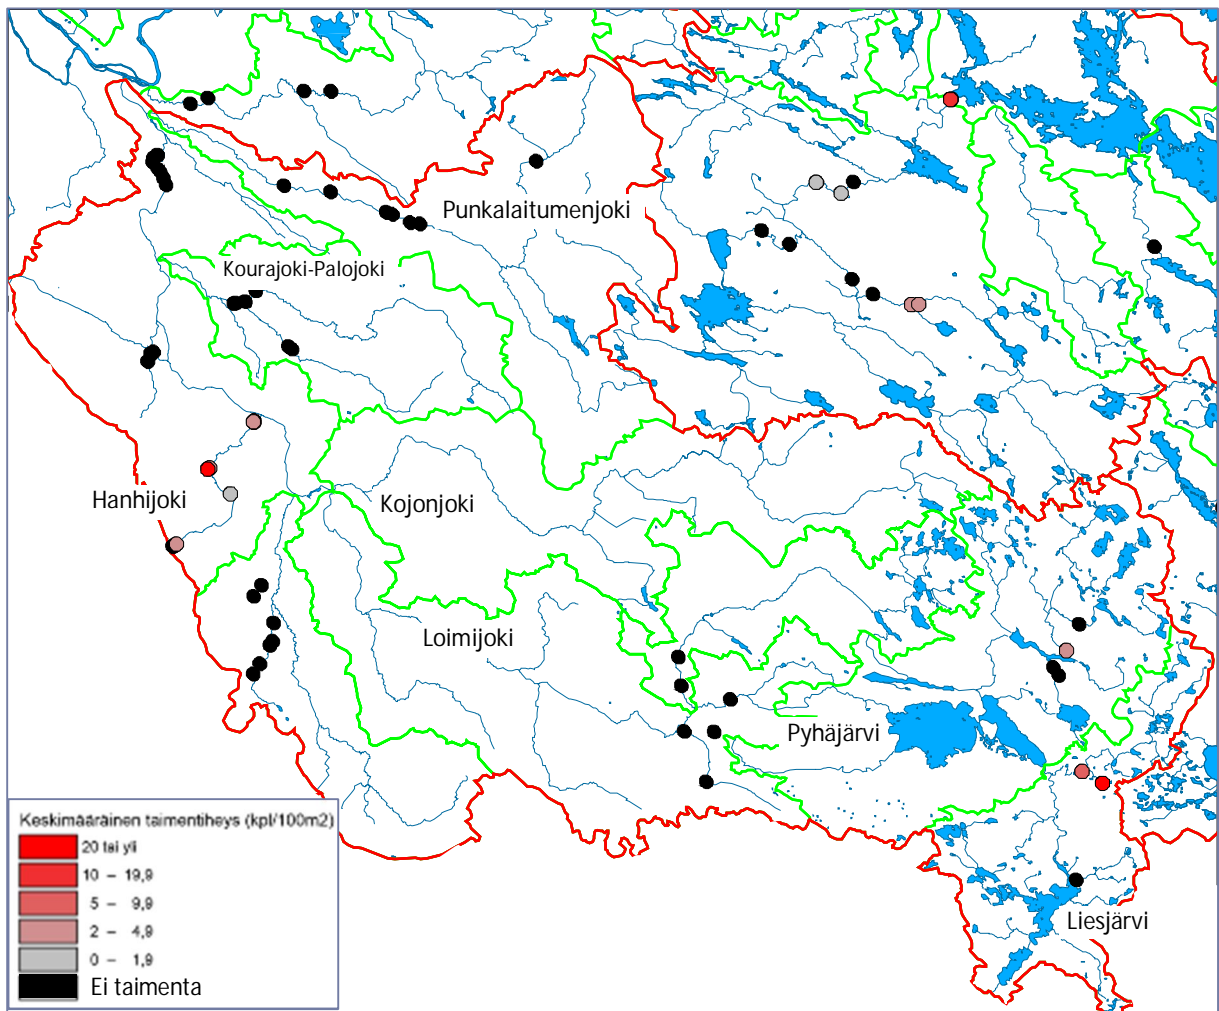 Punkalaitumenjoki
Kourajoki-Palojoki
Hanhijoki
Kojonjoki
Loimijoki
Pyhäjärvi
Liesjärvi
Keskimääräinen taimentiheys (kpl/100m2)
20 tai yli
10 – 19,9
5 – 9,9
2 – 4,9
0 – 1,9
Ei taimenta